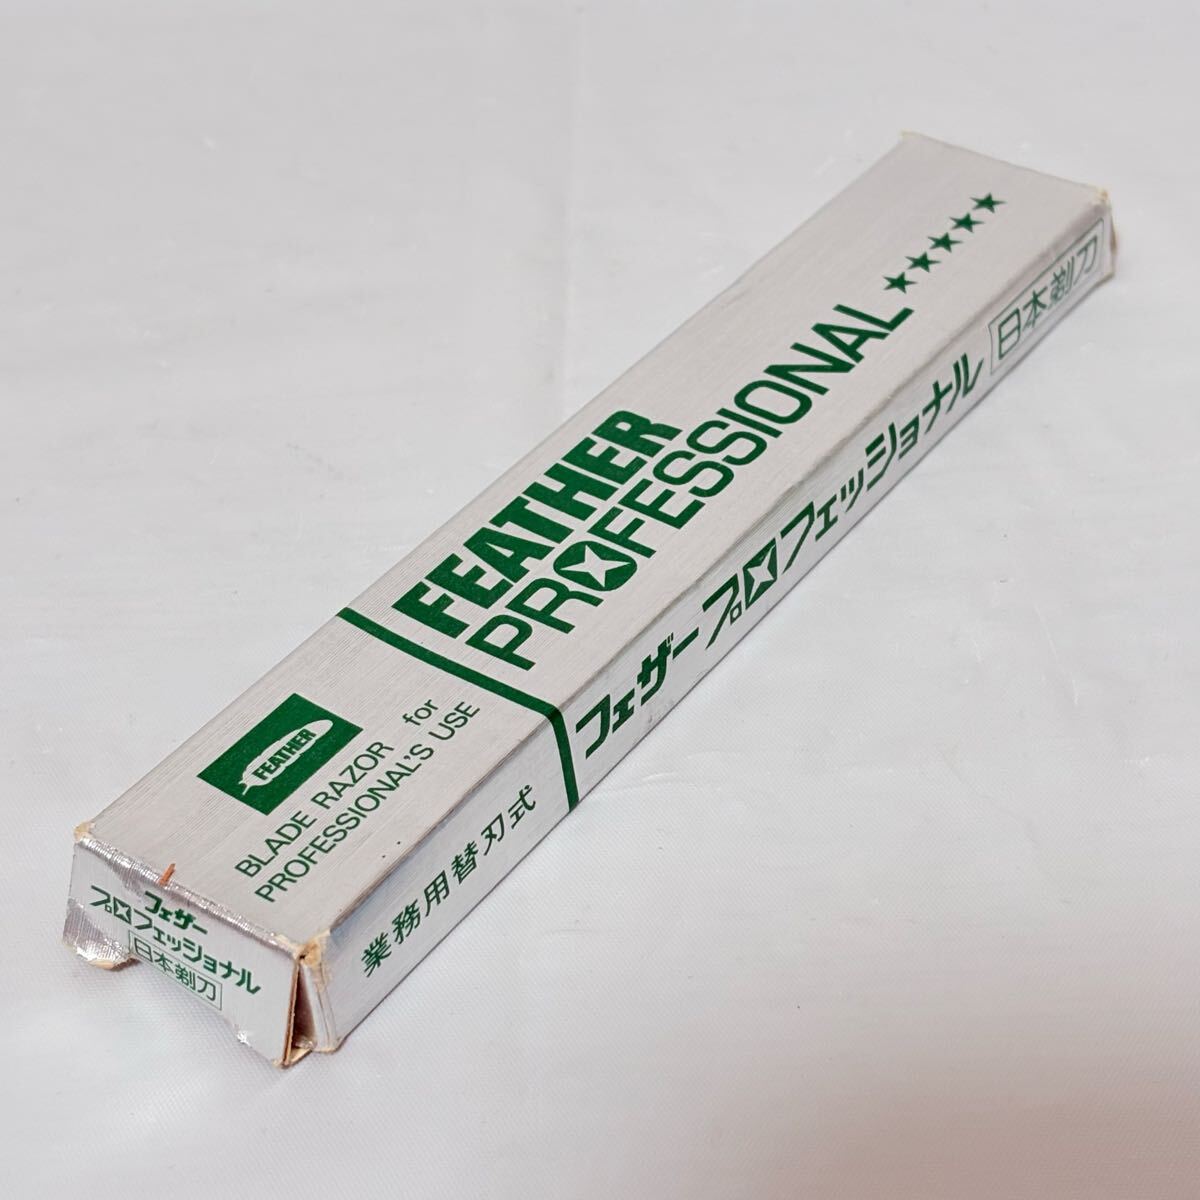 FEATHER
PROFESSIONAL ★★★★★
FEATHER
BLADE RAZOR for
PROFESSIONAL'S USE
業務用替刃式
フェザープロフェッショナル 日本剃刀
フェザー
プロフェッショナル
日本剃刀